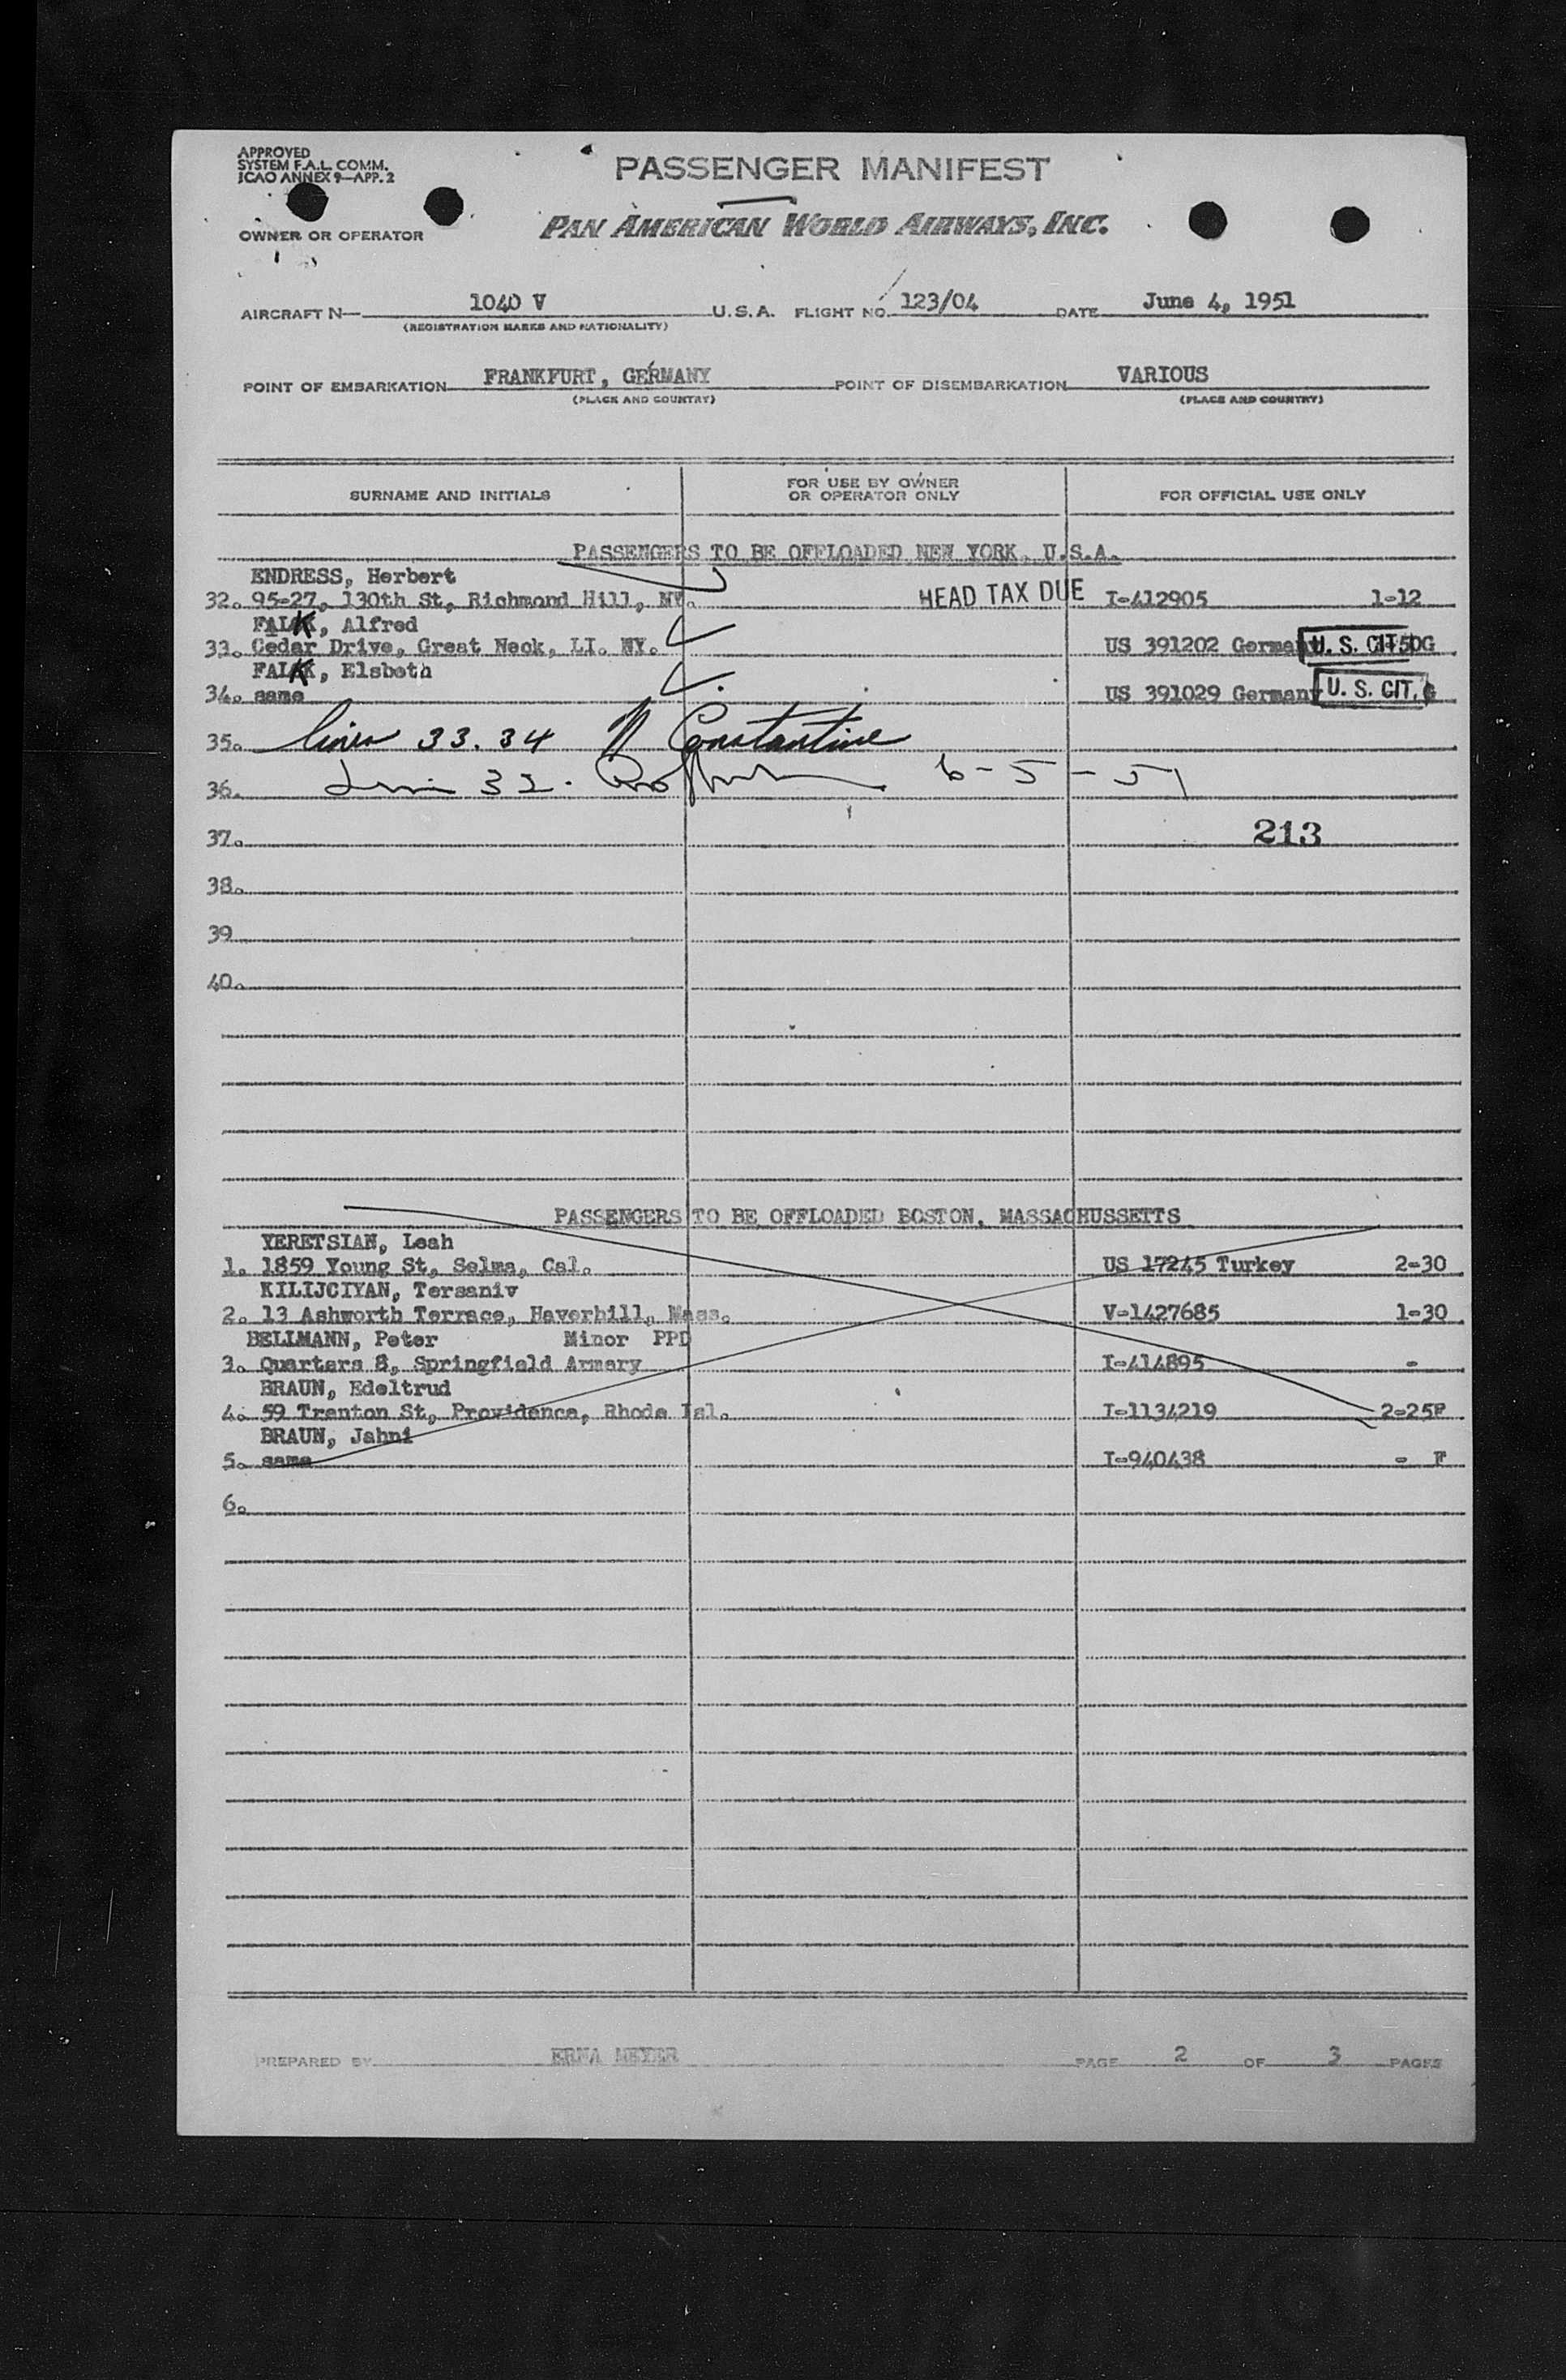 APPROVED
SYSTEM F.A.L. COMM.
ICAO ANNEX 9—APP. 2
PASSENGER MANIFEST
OWNER OR OPERATOR
PAN AMERICAN WORLD AIRWAYS, INC.
AIRCRAFT N— 1040 V U.S.A. FLIGHT NO. 123/04 DATE June 4, 1951
(REGISTRATION MARKS AND NATIONALITY)
POINT OF EMBARKATION FRANKFURT, GERMANY POINT OF DISEMBARKATION VARIOUS
(PLACE AND COUNTRY) (PLACE AND COUNTRY)
SURNAME AND INITIALS FOR USE BY OWNER OR OPERATOR ONLY FOR OFFICIAL USE ONLY
PASSENGERS TO BE OFFLOADED NEW YORK, U.S.A.
ENDRESS, Herbert
32. 95-27, 130th St, Richmond Hill, NY. HEAD TAX DUE I-412905 1-12
FALK, Alfred
33. Cedar Drive, Great Neck, LI. NY. US 391202 German U. S. CIT 50G
FALK, Elsbeth
34. same US 391029 Germany U. S. CIT.
35. lines 33. 34 Constantine
36. 32. 6-5-51
37. 213
38.
39
40.
PASSENGERS TO BE OFFLOADED BOSTON, MASSACHUSSETTS
YERETSIAN, Leah
1. 1859 Young St, Selma, Cal. US 17245 Turkey 2-30
KILIJCIYAN, Tersaniv
2. 13 Ashworth Terrace, Haverhill, Mass. V-1427685 1-30
BELLMANN, Peter Minor PPD
3. Quarters 8, Springfield Armory I-414895 -
BRAUN, Edeltrud
4. 59 Trenton St, Providence, Rhode Isl. I-1134219 2-25F
BRAUN, Jahni
5. same I-940438 - F
6.
PREPARED BY ERNA MEYER PAGE 2 OF 3 PAGES